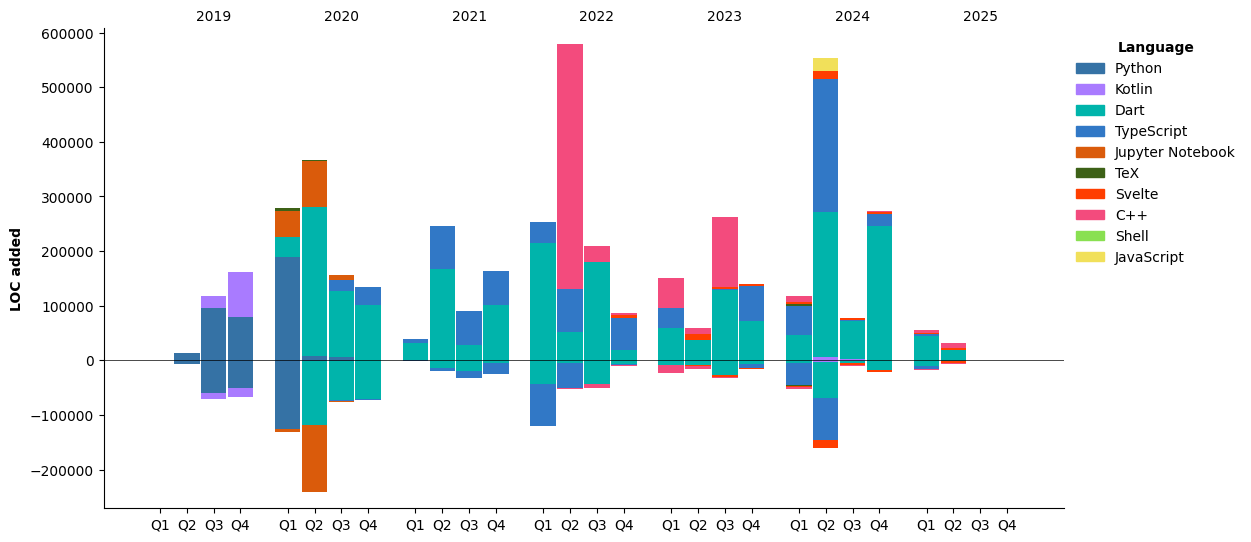 2019 2020 2021 2022 2023 2024 2025
600000
500000
400000
300000
200000
100000
0
−100000
−200000
LOC added
Q1 Q2 Q3 Q4 Q1 Q2 Q3 Q4 Q1 Q2 Q3 Q4 Q1 Q2 Q3 Q4 Q1 Q2 Q3 Q4 Q1 Q2 Q3 Q4 Q1 Q2 Q3 Q4
Language
Python
Kotlin
Dart
TypeScript
Jupyter Notebook
TeX
Svelte
C++
Shell
JavaScript